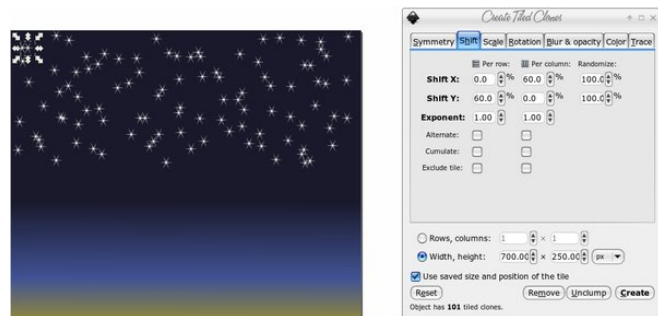 Create Tiled Clones
Symmetry Shift Scale Rotation Blur & opacity Color Trace
Per row: Per column: Randomize:
Shift X: 0.0 % 60.0 % 100.0 %
Shift Y: 60.0 % 0.0 % 100.0 %
Exponent: 1.00 1.00
Alternate:
Cumulate:
Exclude tile:
Rows, columns: 1 × 1
Width, height: 700.00 × 250.00 px
Use saved size and position of the tile
Reset Remove Unclump Create
Object has 101 tiled clones.